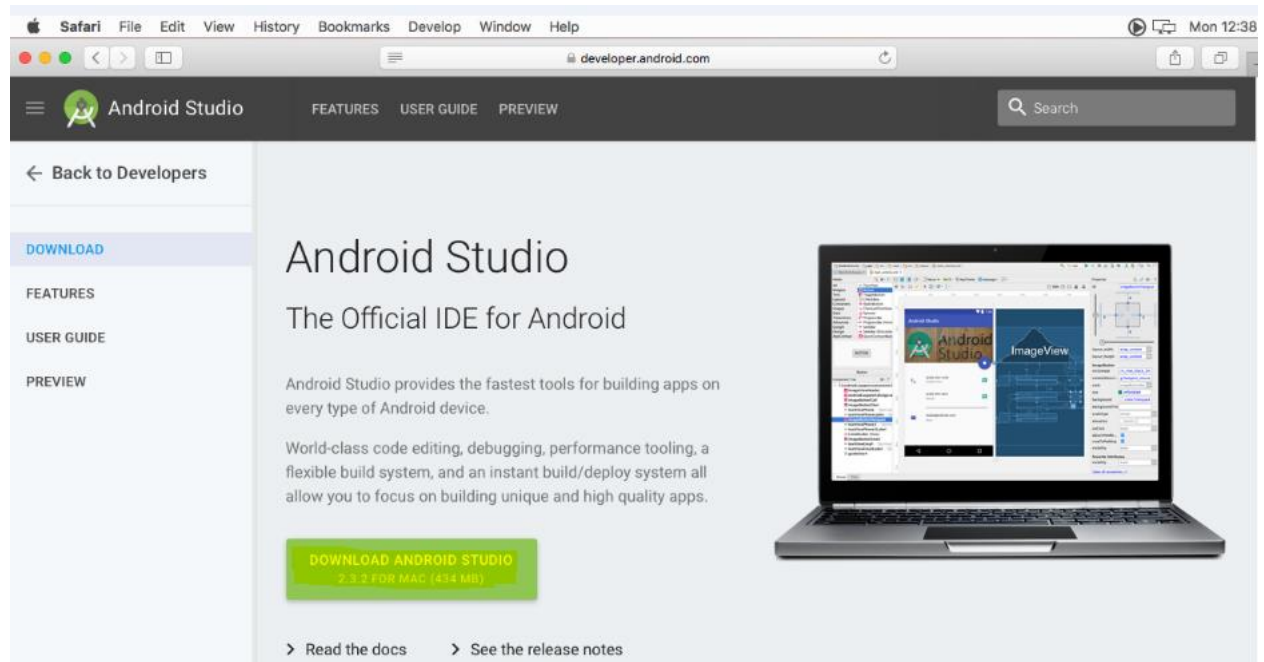 Safari File Edit View History Bookmarks Develop Window Help Mon 12:38
developer.android.com
Android Studio FEATURES USER GUIDE PREVIEW Search
Back to Developers
DOWNLOAD
FEATURES
USER GUIDE
PREVIEW
Android Studio
The Official IDE for Android
Android Studio provides the fastest tools for building apps on
every type of Android device.
World-class code editing, debugging, performance tooling, a
flexible build system, and an instant build/deploy system all
allow you to focus on building unique and high quality apps.
DOWNLOAD ANDROID STUDIO
2.3.2 FOR MAC (434 MB)
Read the docs See the release notes
Android Studio
Android
Studio
ImageView
BUTTON